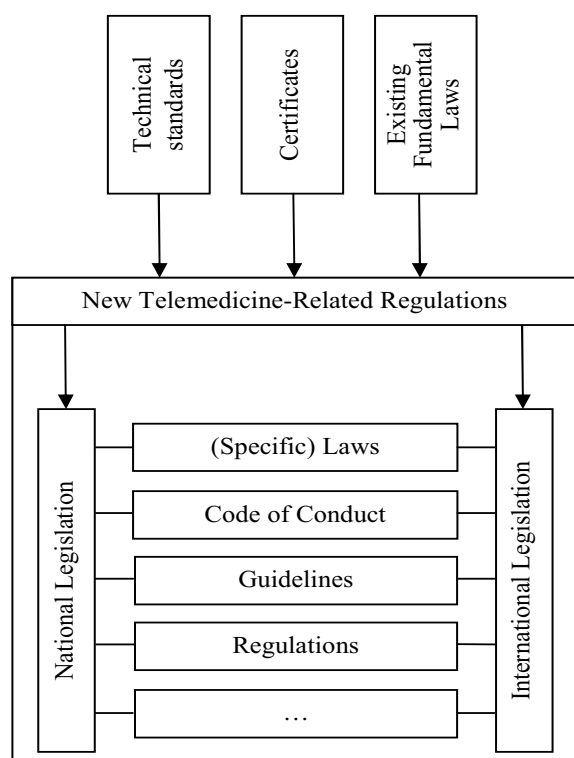 Technical
standards
Certificates
Existing
Fundamental
Laws
New Telemedicine-Related Regulations
National Legislation
(Specific) Laws
Code of Conduct
Guidelines
Regulations
…
International Legislation